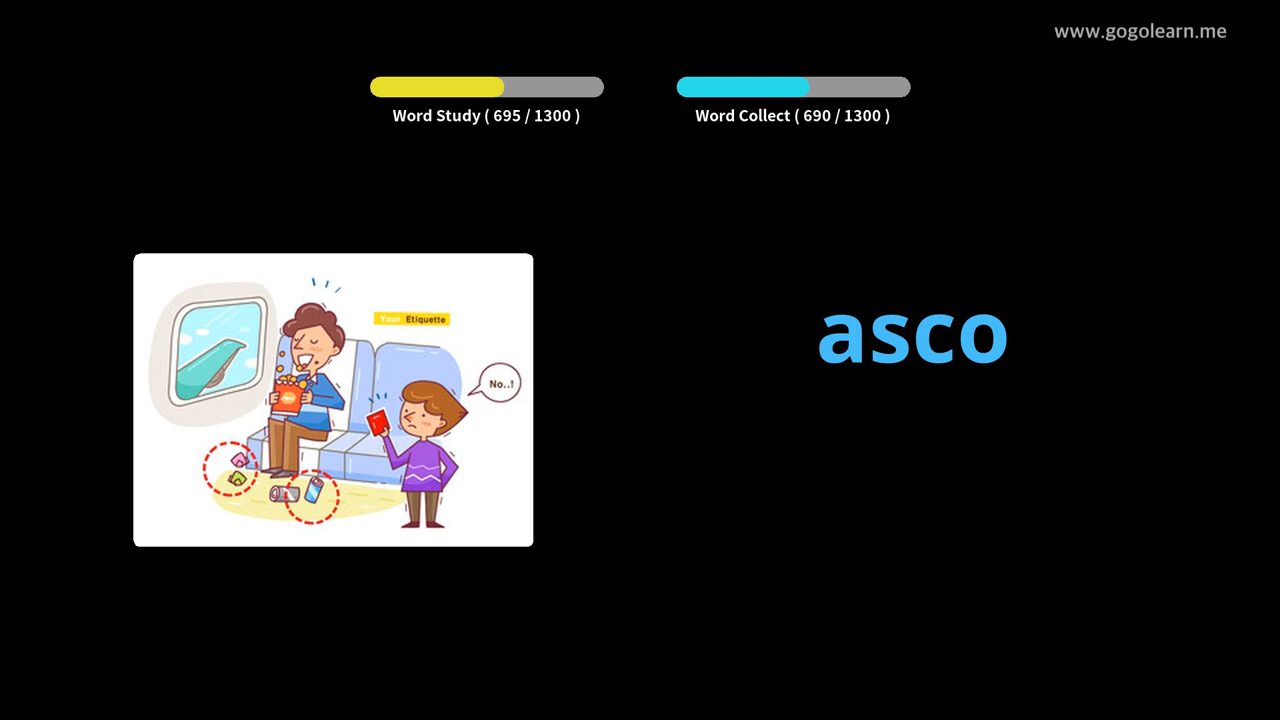 www.gogolearn.me
Word Study ( 695 / 1300 )
Word Collect ( 690 / 1300 )
Your Etiquette
No..!
asco